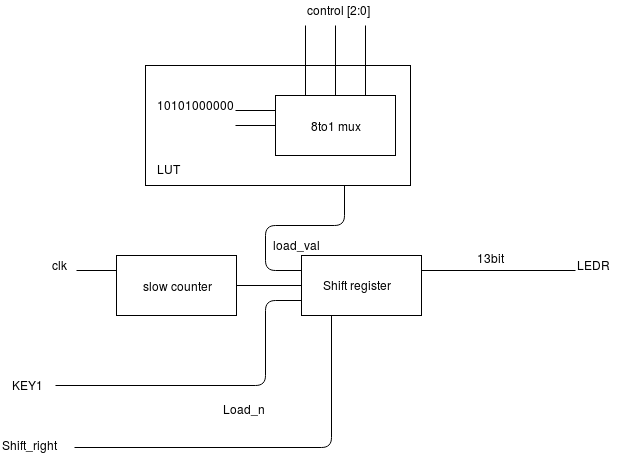 control [2:0]
10101000000
8to1 mux
LUT
load_val
clk
13bit
LEDR
slow counter
Shift register
KEY1
Load_n
Shift_right